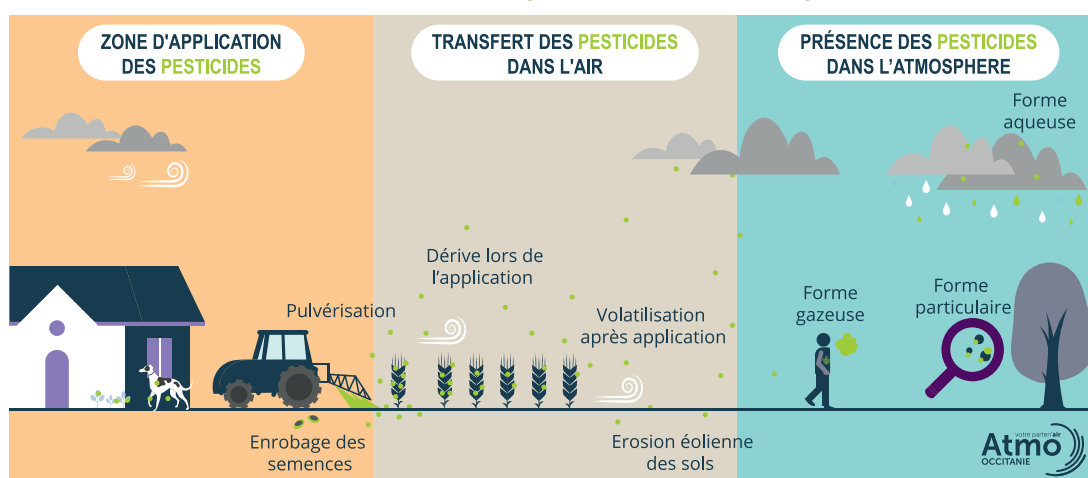 ZONE D'APPLICATION
DES PESTICIDES
TRANSFERT DES PESTICIDES
DANS L'AIR
PRÉSENCE DES PESTICIDES
DANS L'ATMOSPHERE
Forme
aqueuse
Dérive lors de
l'application
Pulvérisation
Volatilisation
après application
Forme
gazeuse
Forme
particulaire
Enrobage des
semences
Erosion éolienne
des sols
votre parten'air
Atmo
OCCITANIE